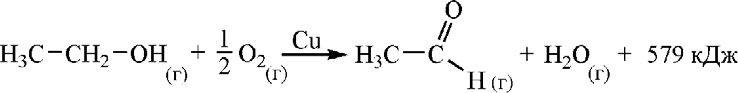 H₃C—CH₂—OH(г) + 1/2 O₂(г) Cu→ H₃C—C(=O)—H(г) + H₂O(г) + 579 кДж